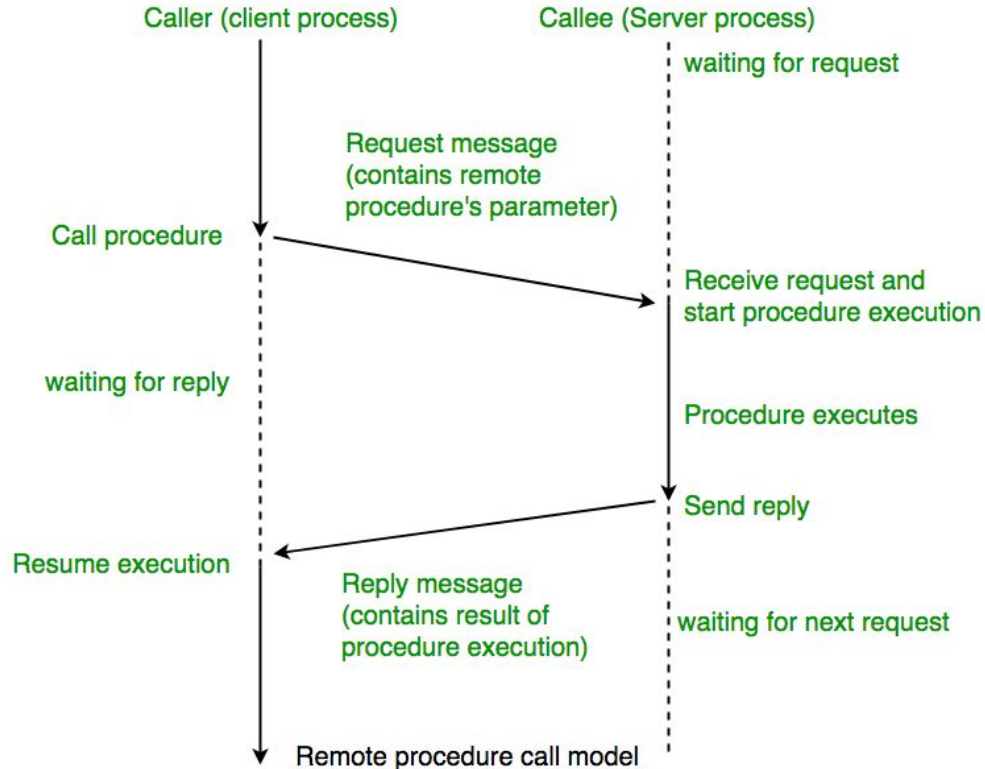 Caller (client process)
Callee (Server process)
waiting for request
Request message
(contains remote
procedure's parameter)
Call procedure
Receive request and
start procedure execution
waiting for reply
Procedure executes
Send reply
Resume execution
Reply message
(contains result of
procedure execution)
waiting for next request
Remote procedure call model